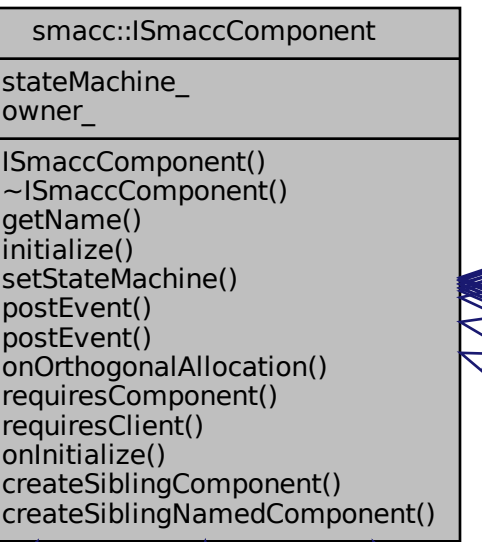 smacc::ISmaccComponent
stateMachine_
owner_
ISmaccComponent()
~ISmaccComponent()
getName()
initialize()
setStateMachine()
postEvent()
postEvent()
onOrthogonalAllocation()
requiresComponent()
requiresClient()
onInitialize()
createSiblingComponent()
createSiblingNamedComponent()